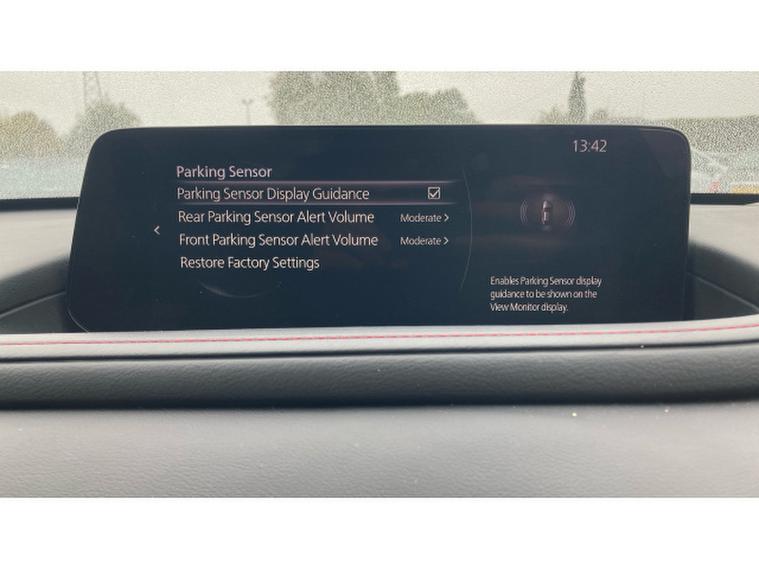 13:42
Parking Sensor
Parking Sensor Display Guidance
Rear Parking Sensor Alert Volume Moderate >
Front Parking Sensor Alert Volume Moderate >
Restore Factory Settings
Enables Parking Sensor display
guidance to be shown on the
View Monitor display.